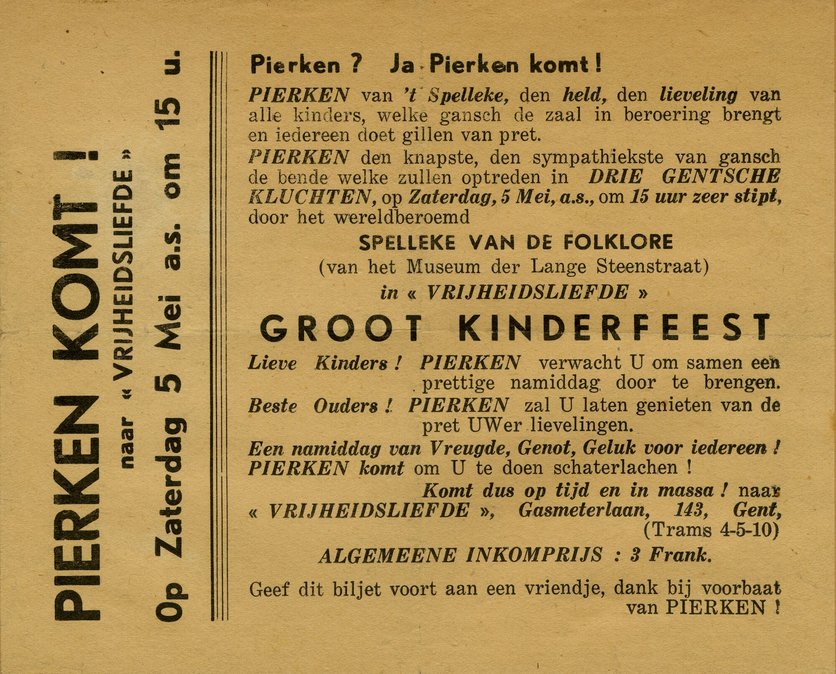 PIERKEN KOMT !
naar « VRIJHEIDSLIEFDE »
Op Zaterdag 5 Mei a.s. om 15 u.
Pierken ? Ja Pierken komt !
PIERKEN van 't Spelleke, den held, den lieveling van
alle kinders, welke gansch de zaal in beroering brengt
en iedereen doet gillen van pret.
PIERKEN den knapste, den sympathiekste van gansch
de bende welke zullen optreden in DRIE GENTSCHE
KLUCHTEN, op Zaterdag, 5 Mei, a.s., om 15 uur zeer stipt,
door het wereldberoemd
SPELLEKE VAN DE FOLKLORE
(van het Museum der Lange Steenstraat)
in « VRIJHEIDSLIEFDE »
GROOT KINDERFEEST
Lieve Kinders ! PIERKEN verwacht U om samen een
prettige namiddag door te brengen.
Beste Ouders ! PIERKEN zal U laten genieten van de
pret UWer lievelingen.
Een namiddag van Vreugde, Genot, Geluk voor iedereen !
PIERKEN komt om U te doen schaterlachen !
Komt dus op tijd en in massa ! naar
« VRIJHEIDSLIEFDE », Gasmeterlaan, 143, Gent,
(Trams 4-5-10)
ALGEMEENE INKOMPRIJS : 3 Frank.
Geef dit biljet voort aan een vriendje, dank bij voorbaat
van PIERKEN !